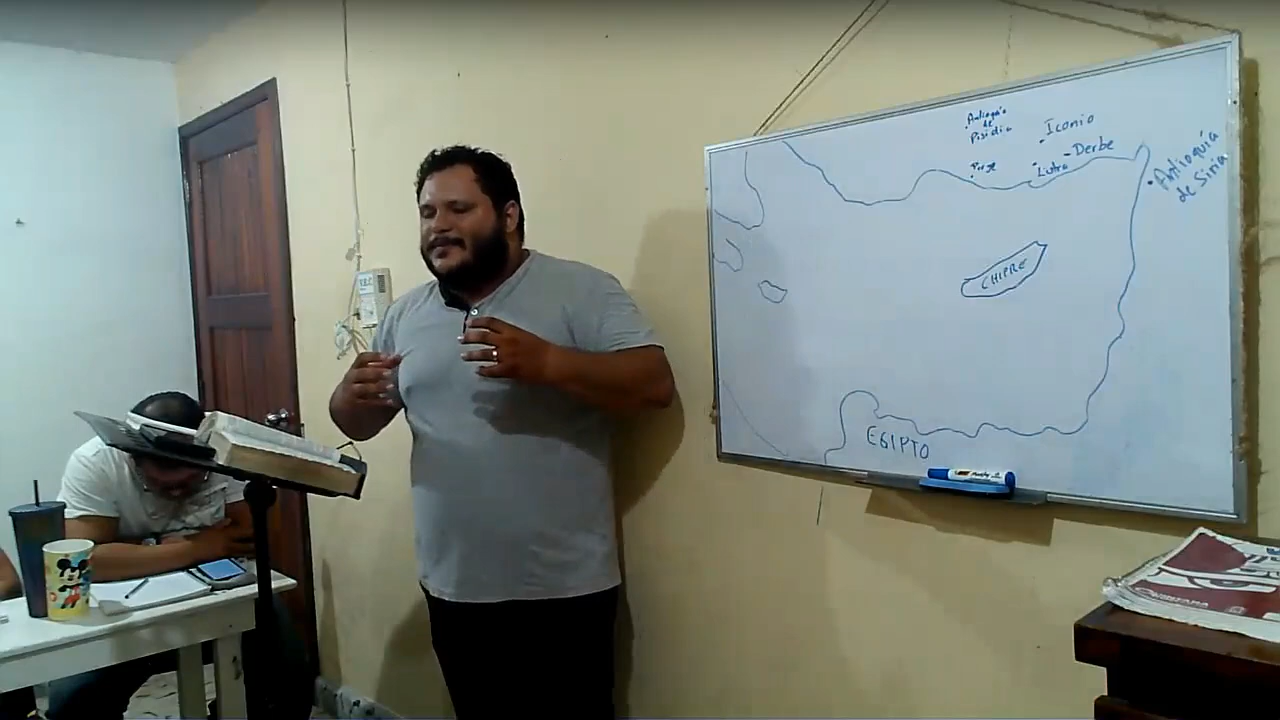 Antioquía
de
Pisidia
Iconio
Derbe
Perge
Listra
Antioquía
de Siria
CHIPRE
EGIPTO